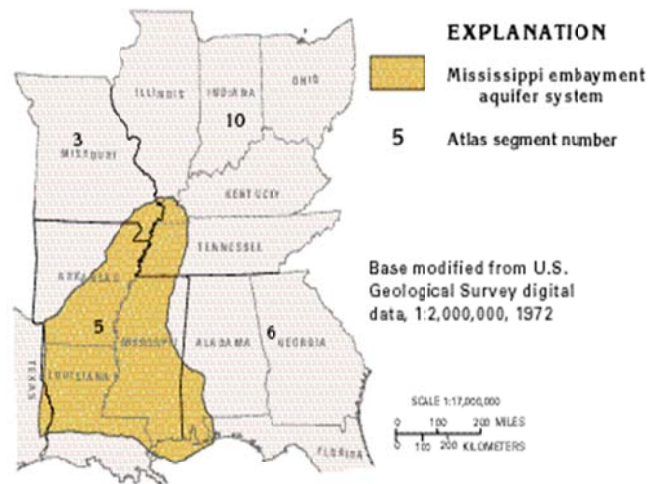 EXPLANATION
Mississippi embayment
aquifer system
5 Atlas segment number
Base modified from U.S.
Geological Survey digital
data, 1:2,000,000, 1972
SCALE 1:17,000,000
0 100 200 MILES
0 100 200 KILOMETERS
ILLINOIS
INDIANA
OHIO
10
3
MISSOURI
KENTUCKY
TENNESSEE
ARKANSAS
5
MISSISSIPPI
ALABAMA
6
GEORGIA
TEXAS
LOUISIANA
FLORIDA